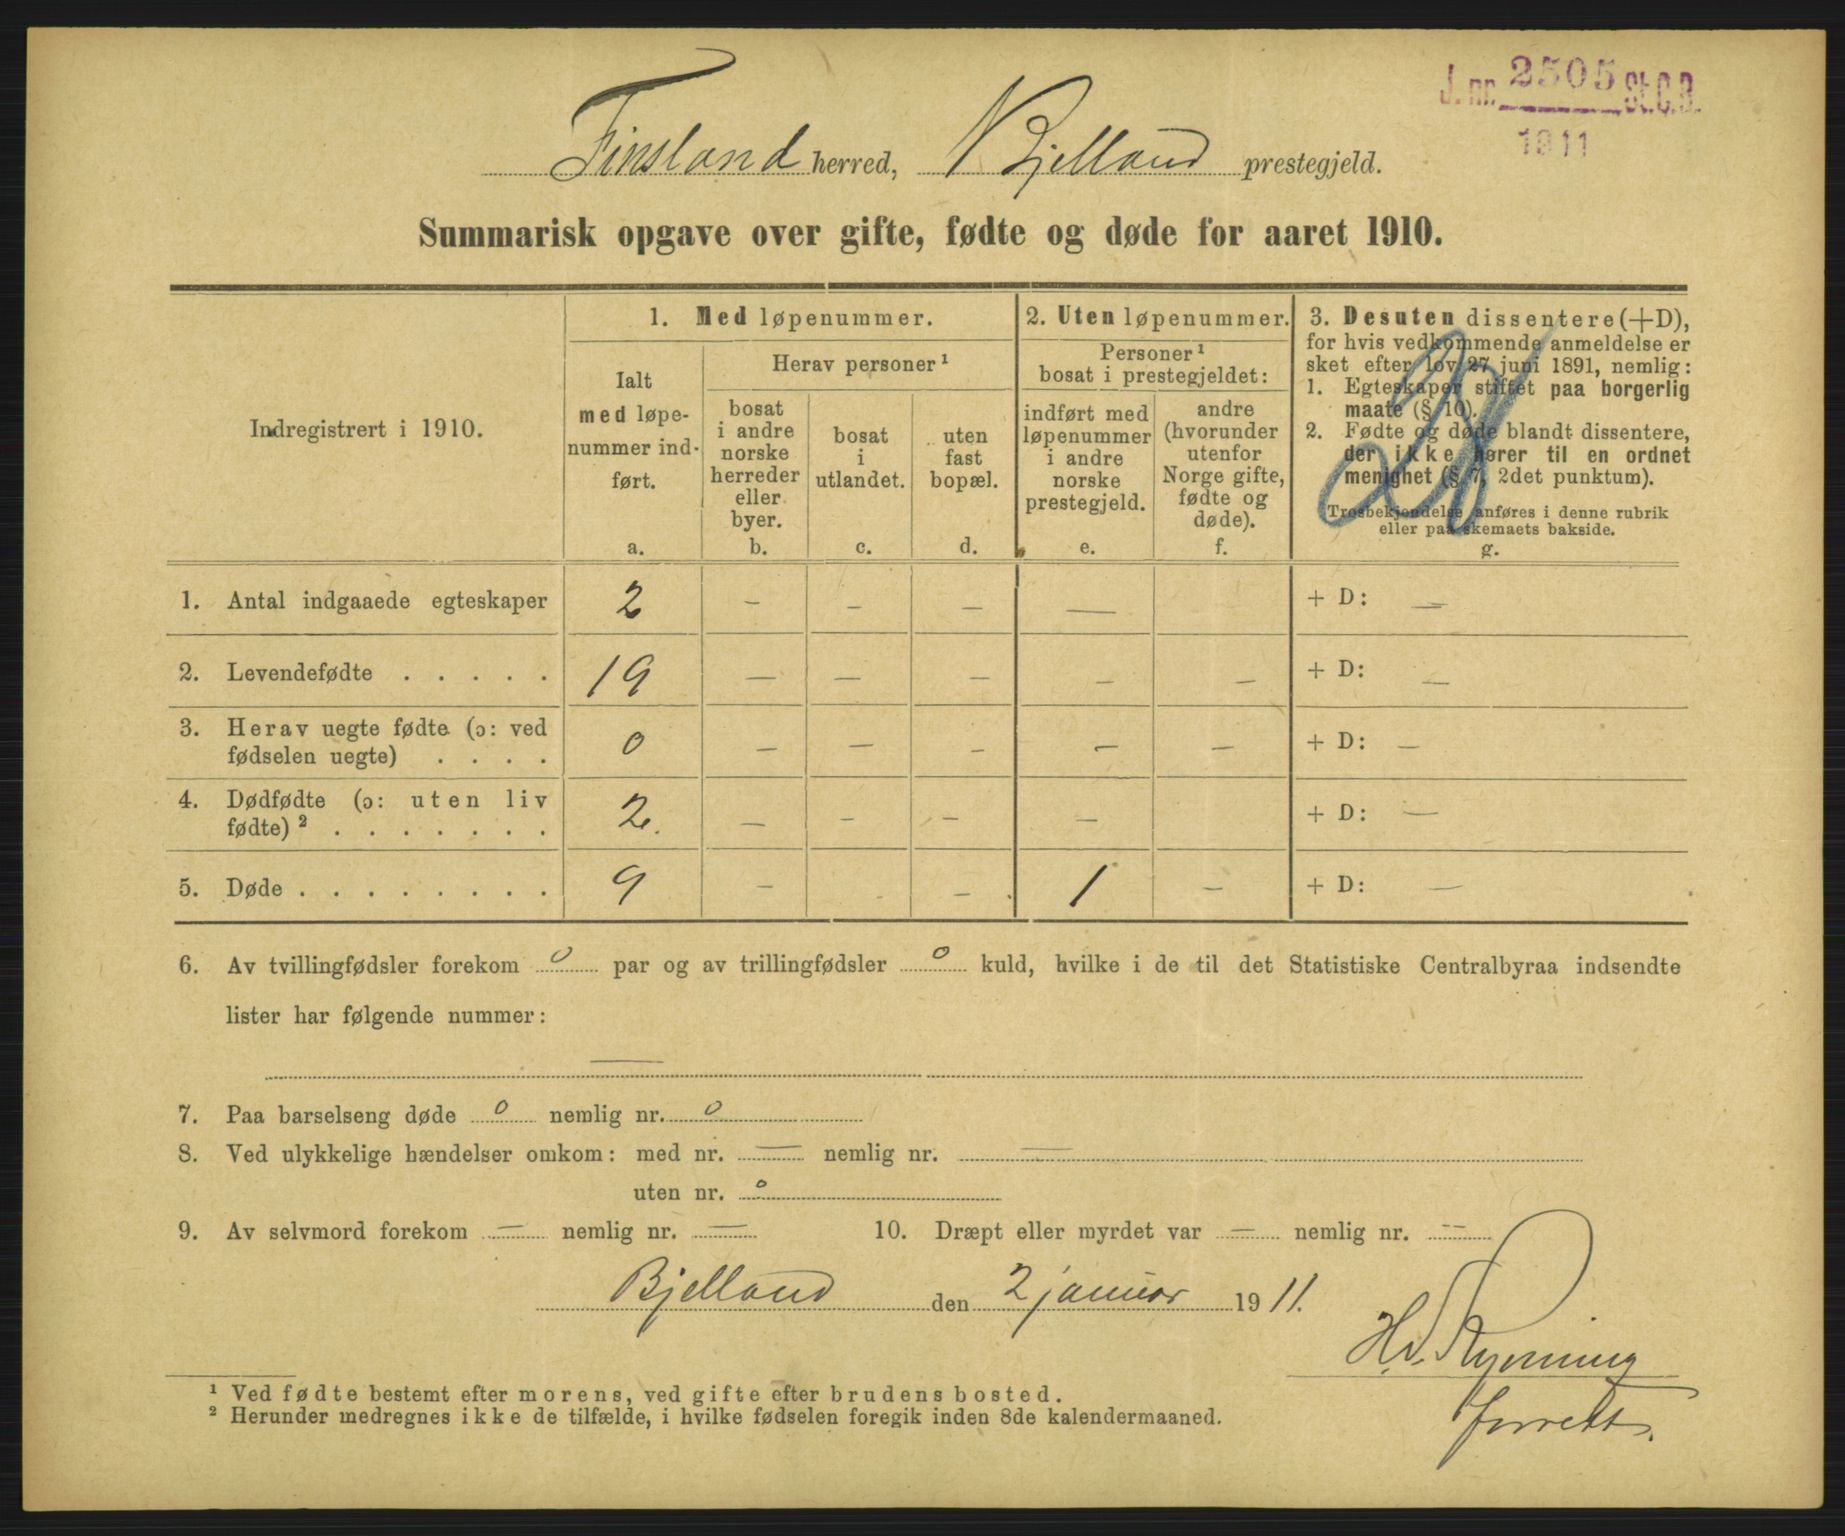 J. nr. 2505 St.C.B.
1911
Finsland herred, Bjelland prestegjeld.
Summarisk opgave over gifte, fødte og døde for aaret 1910.
Indregistrert i 1910.
1. Med løpenummer.
2. Uten løpenummer.
3. Desuten dissentere (+D), for hvis vedkommende anmeldelse er sket efter lov 27 juni 1891, nemlig:
1. Egteskaper stiftet paa borgerlig maate (§ 10).
2. Fødte og døde blandt dissentere, der ikke hører til en ordnet menighet (§ 7, 2det punktum).
Trosbekjendelse anføres i denne rubrik eller paa skemaets bakside.
g.
Ialt med løpenummer indført.
a.
Herav personer ¹
bosat i andre norske herreder eller byer.
b.
bosat i utlandet.
c.
uten fast bopæl.
d.
Personer ¹ bosat i prestegjeldet:
indført med løpenummer i andre norske prestegjeld.
e.
andre (hvorunder utenfor Norge gifte, fødte og døde).
f.
1. Antal indgaaede egteskaper 2 — — — — + D: —
2. Levendefødte . . . . . 19 — — — — — + D: —
3. Herav uegte fødte (ɔ: ved fødselen uegte) . . . . 0 — — — — — + D: —
4. Dødfødte (ɔ: uten liv fødte) ² . . . . . . . 2. — — — — + D: —
5. Døde . . . . . . . . 9 — — 1 — + D: —
6. Av tvillingfødsler forekom 0 par og av trillingfødsler 0 kuld, hvilke i de til det Statistiske Centralbyraa indsendte
lister har følgende nummer:
—
7. Paa barselseng døde 0 nemlig nr. 0
8. Ved ulykkelige hændelser omkom: med nr. — nemlig nr. —
uten nr. 0
9. Av selvmord forekom — nemlig nr. — 10. Dræpt eller myrdet var — nemlig nr. —
Bjelland den 2 januar 1911.
¹ Ved fødte bestemt efter morens, ved gifte efter brudens bosted.
² Herunder medregnes ikke de tilfælde, i hvilke fødselen foregik inden 8de kalendermaaned.